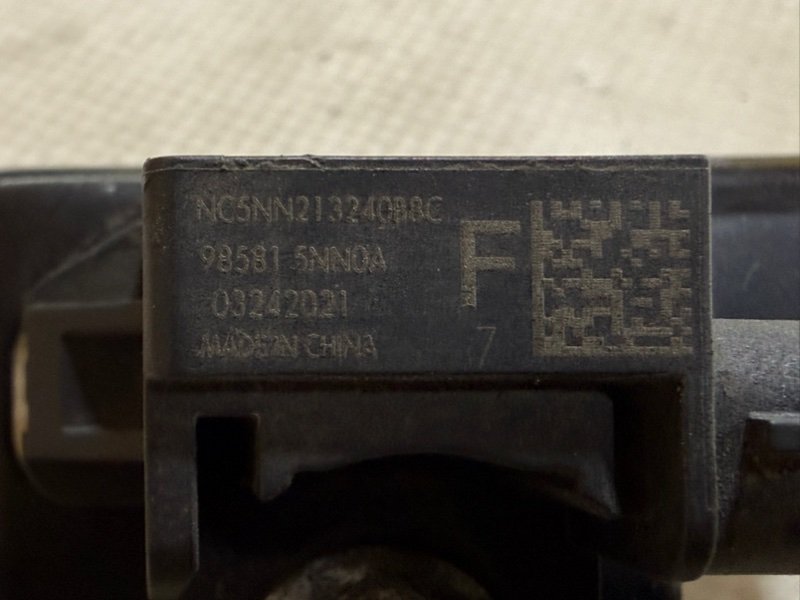 NC5NN213240B8C
98581 5NN0A
03242021
MADE IN CHINA
F
7